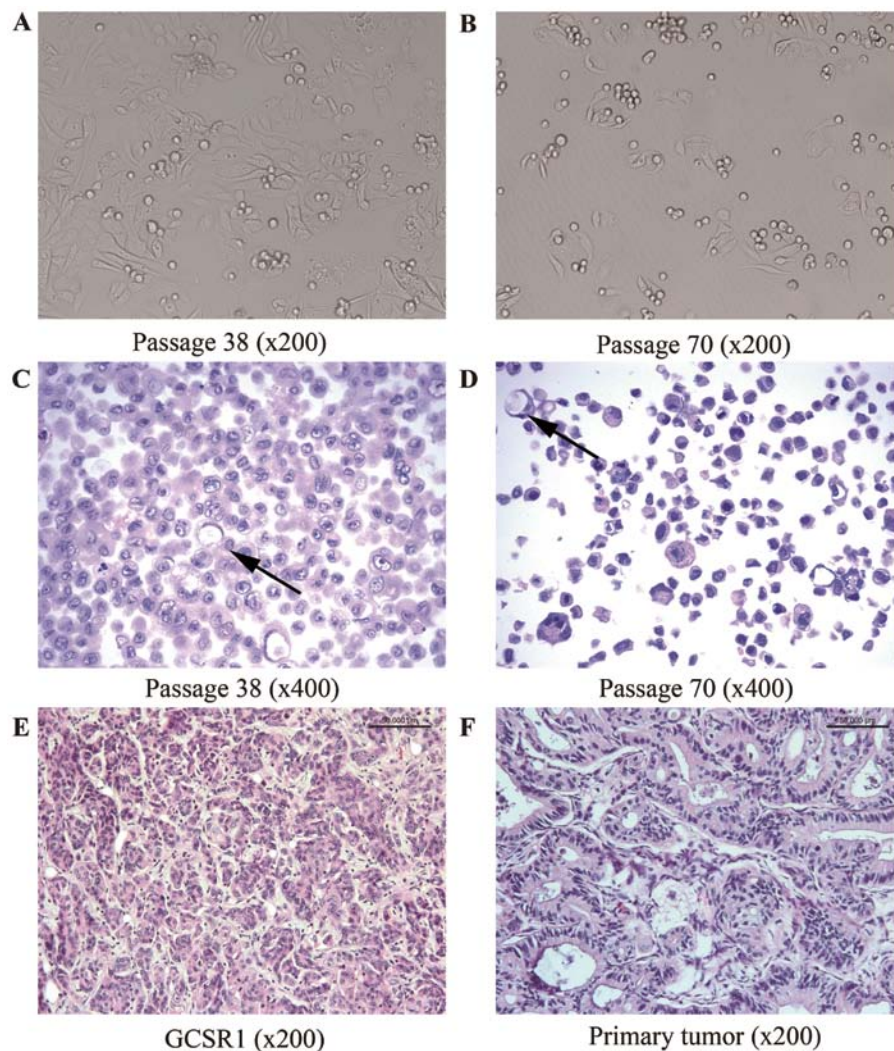 A
B
Passage 38 (x200)
Passage 70 (x200)
C
D
Passage 38 (x400)
Passage 70 (x400)
E
F
GCSR1 (x200)
Primary tumor (x200)